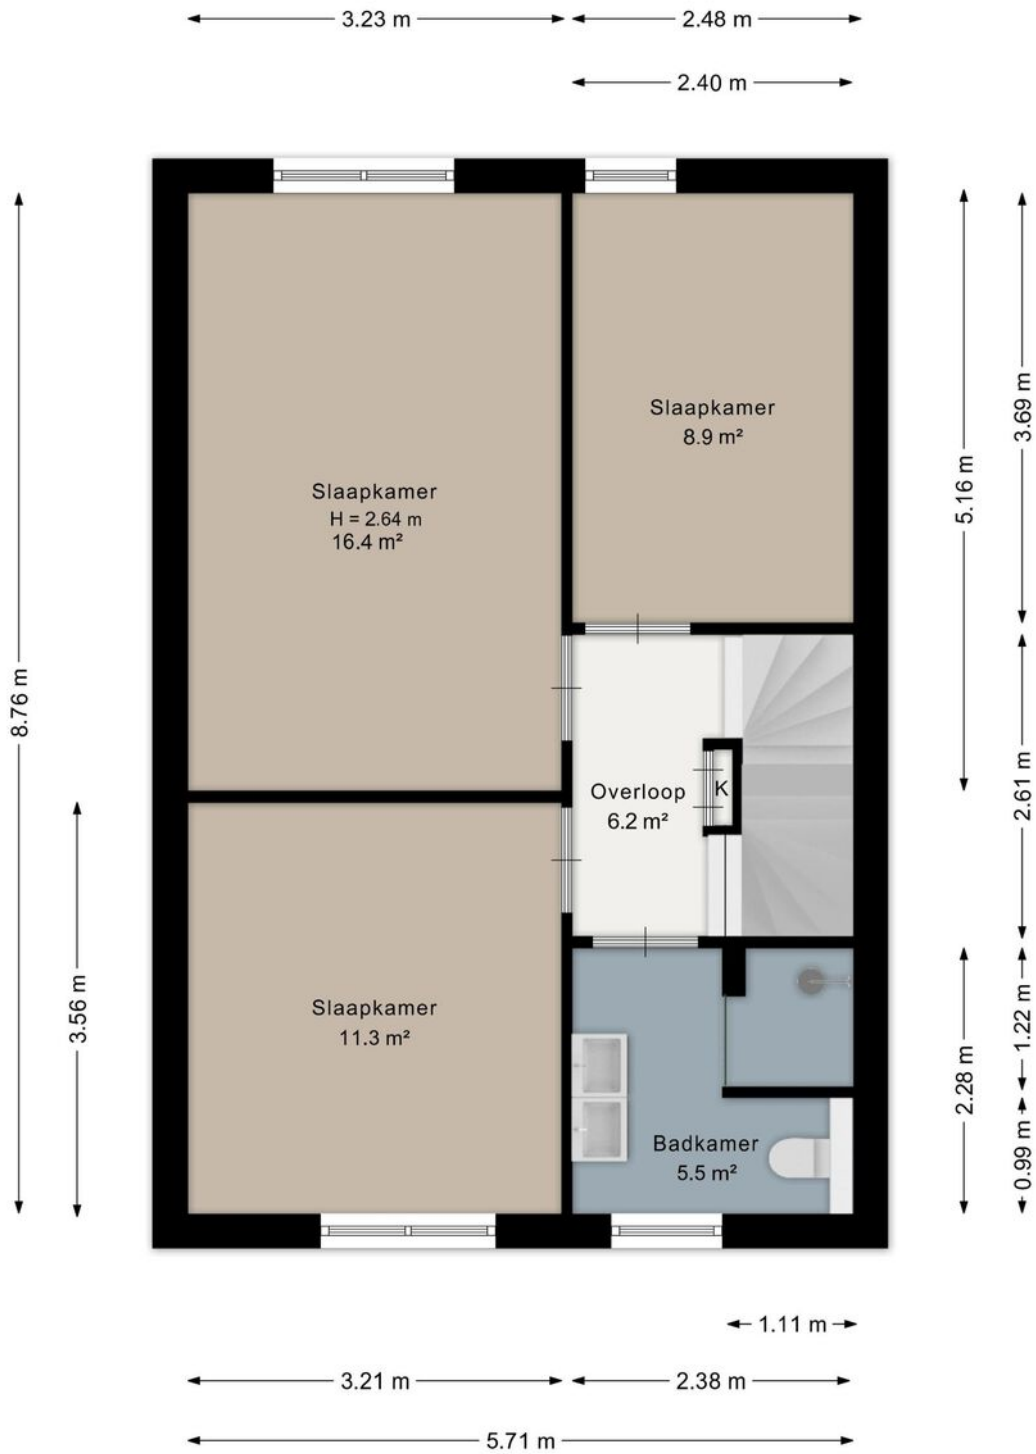 3.23 m
2.48 m
2.40 m
8.76 m
3.56 m
Slaapkamer
H = 2.64 m
16.4 m²
Slaapkamer
8.9 m²
5.16 m
3.69 m
Overloop
6.2 m²
K
2.61 m
Slaapkamer
11.3 m²
Badkamer
5.5 m²
2.28 m
1.22 m
0.99 m
1.11 m
3.21 m
2.38 m
5.71 m